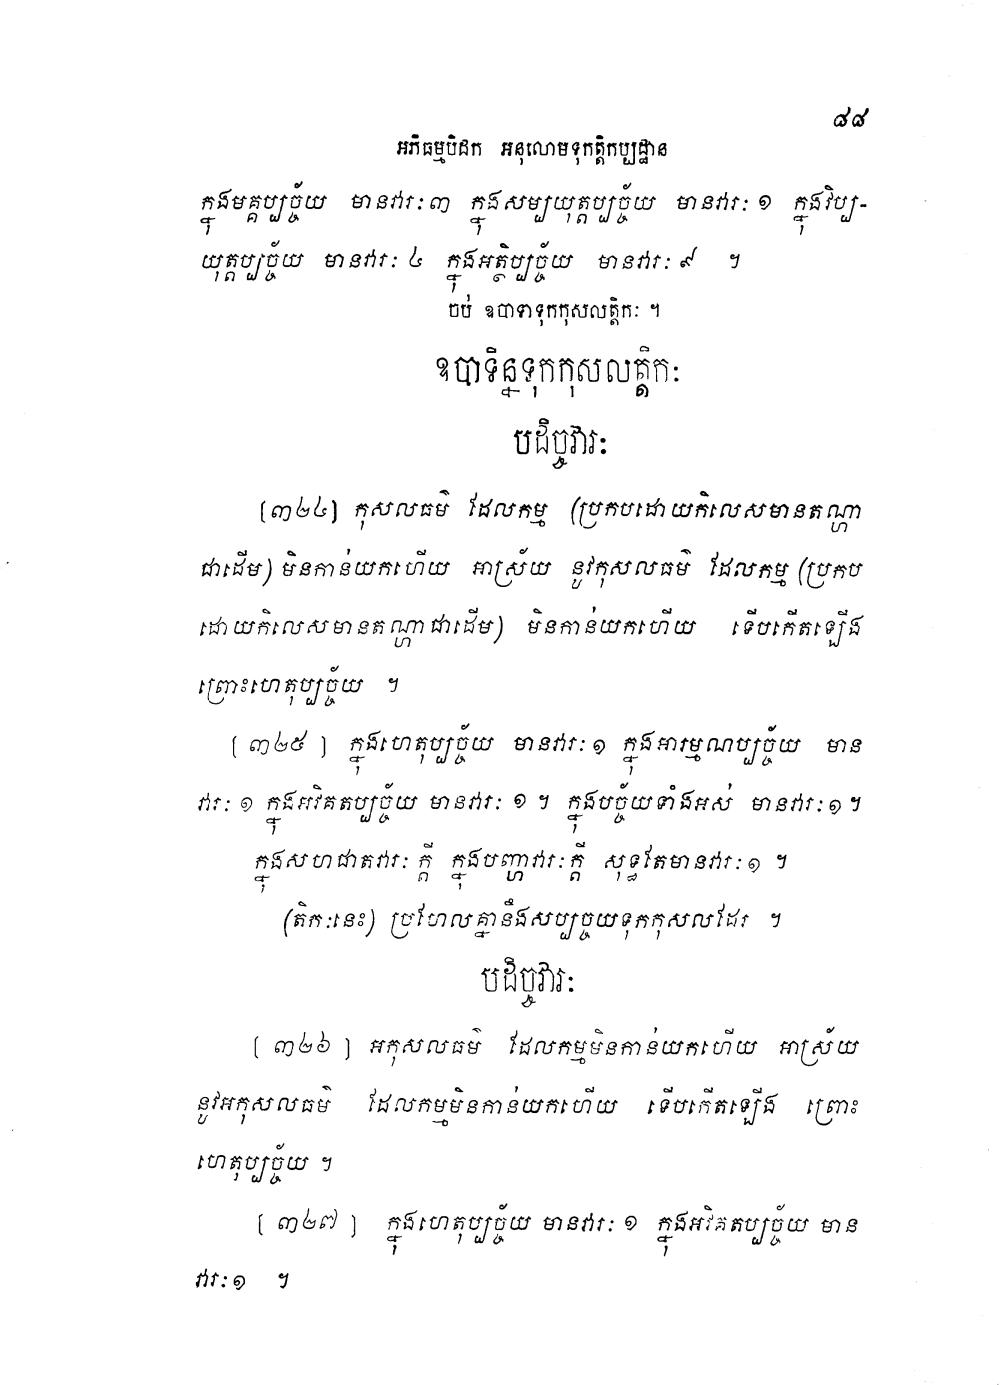 ៨៨
អភិធម្មបិដក អនុលោមទុកត្តិកប្បដ្ឋាន
ក្នុងមគ្គប្បច្ច័យ មានវារៈ៣ ក្នុងសម្បយុត្តប្បច្ច័យ មានវារៈ ១ ក្នុងវិប្ប-
យុត្តប្បច្ច័យ មានវារៈ ៤ ក្នុងអត្ថិប្បច្ច័យ មានវារៈ ៩ ។
ចប់ ឧបាទាទុកកុសលត្តិកៈ ។
ឧបាទិន្នទុកកុសលត្តិកៈ
បដិច្ចវារៈ
[៣២៤] កុសលធម៌ ដែលកម្ម (ប្រកបដោយកិលេសមានតណ្ហា
ជាដើម) មិនកាន់យកហើយ អាស្រ័យ នូវកុសលធម៌ ដែលកម្ម (ប្រកប
ដោយកិលេសមានតណ្ហាជាដើម) មិនកាន់យកហើយ ទើបកើតឡើង
ព្រោះហេតុប្បច្ច័យ ។
[ ៣២៥ ] ក្នុងហេតុប្បច្ច័យ មានវារៈ១ ក្នុងអារម្មណប្បច្ច័យ មាន
វារៈ ១ ក្នុងអវិគតប្បច្ច័យ មានវារៈ ១ ។ ក្នុងបច្ច័យទាំងអស់ មានវារៈ១ ។
ក្នុងសហជាតវារៈ ក្តី ក្នុងបញ្ហាវារៈក្តី សុទ្ធតែមានវារៈ១ ។
(តិកៈនេះ) ប្រហែលគ្នានឹងសប្បច្ចយទុកកុសលដែរ ។
បដិច្ចវារៈ
[ ៣២៦ ] អកុសលធម៌ ដែលកម្មមិនកាន់យកហើយ អាស្រ័យ
នូវអកុសលធម៌ ដែលកម្មមិនកាន់យកហើយ ទើបកើតឡើង ព្រោះ
ហេតុប្បច្ច័យ ។
[ ៣២៧ ] ក្នុងហេតុប្បច្ច័យ មានវារៈ ១ ក្នុងអវិគតប្បច្ច័យ មាន
វារៈ១ ។